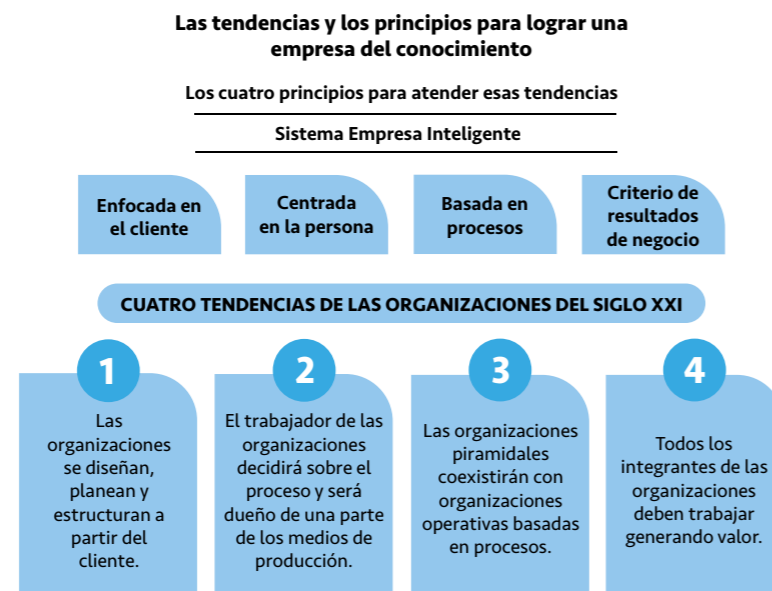 Las tendencias y los principios para lograr una
empresa del conocimiento
Los cuatro principios para atender esas tendencias
Sistema Empresa Inteligente
Enfocada en
el cliente
Centrada
en la persona
Basada en
procesos
Criterio de
resultados
de negocio
CUATRO TENDENCIAS DE LAS ORGANIZACIONES DEL SIGLO XXI
1
Las
organizaciones
se diseñan,
planean y
estructuran a
partir del
cliente.
2
El trabajador de las
organizaciones
decidirá sobre el
proceso y será
dueño de una parte
de los medios de
producción.
3
Las organizaciones
piramidales
coexistirán con
organizaciones
operativas basadas
en procesos.
4
Todos los
integrantes de las
organizaciones
deben trabajar
generando valor.